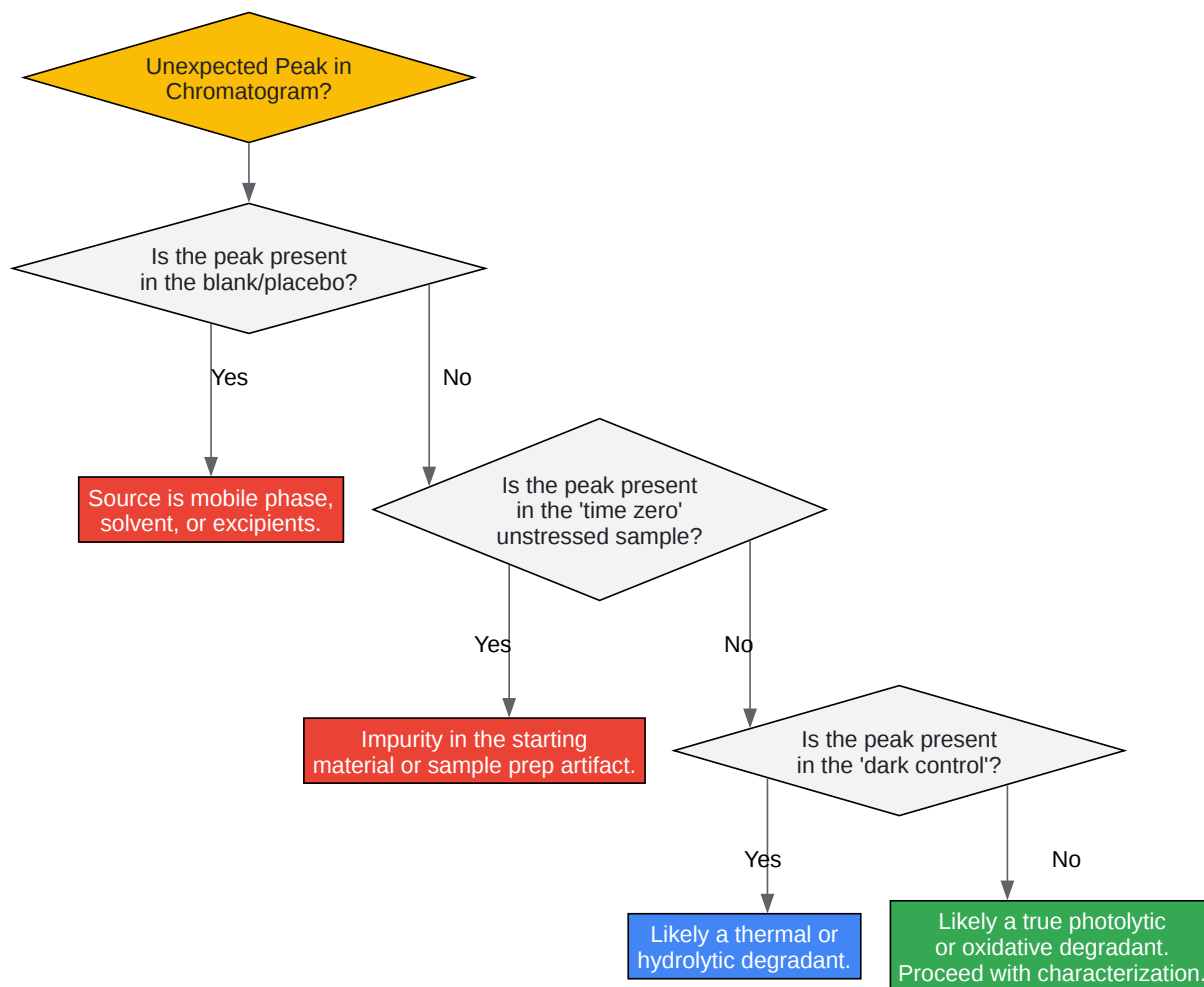 Unexpected Peak in
Chromatogram?
Is the peak present
in the blank/placebo?
Yes
No
Source is mobile phase,
solvent, or excipients.
Is the peak present
in the 'time zero'
unstressed sample?
Yes
No
Impurity in the starting
material or sample prep artifact.
Is the peak present
in the 'dark control'?
Yes
No
Likely a thermal or
hydrolytic degradant.
Likely a true photolytic
or oxidative degradant.
Proceed with characterization.